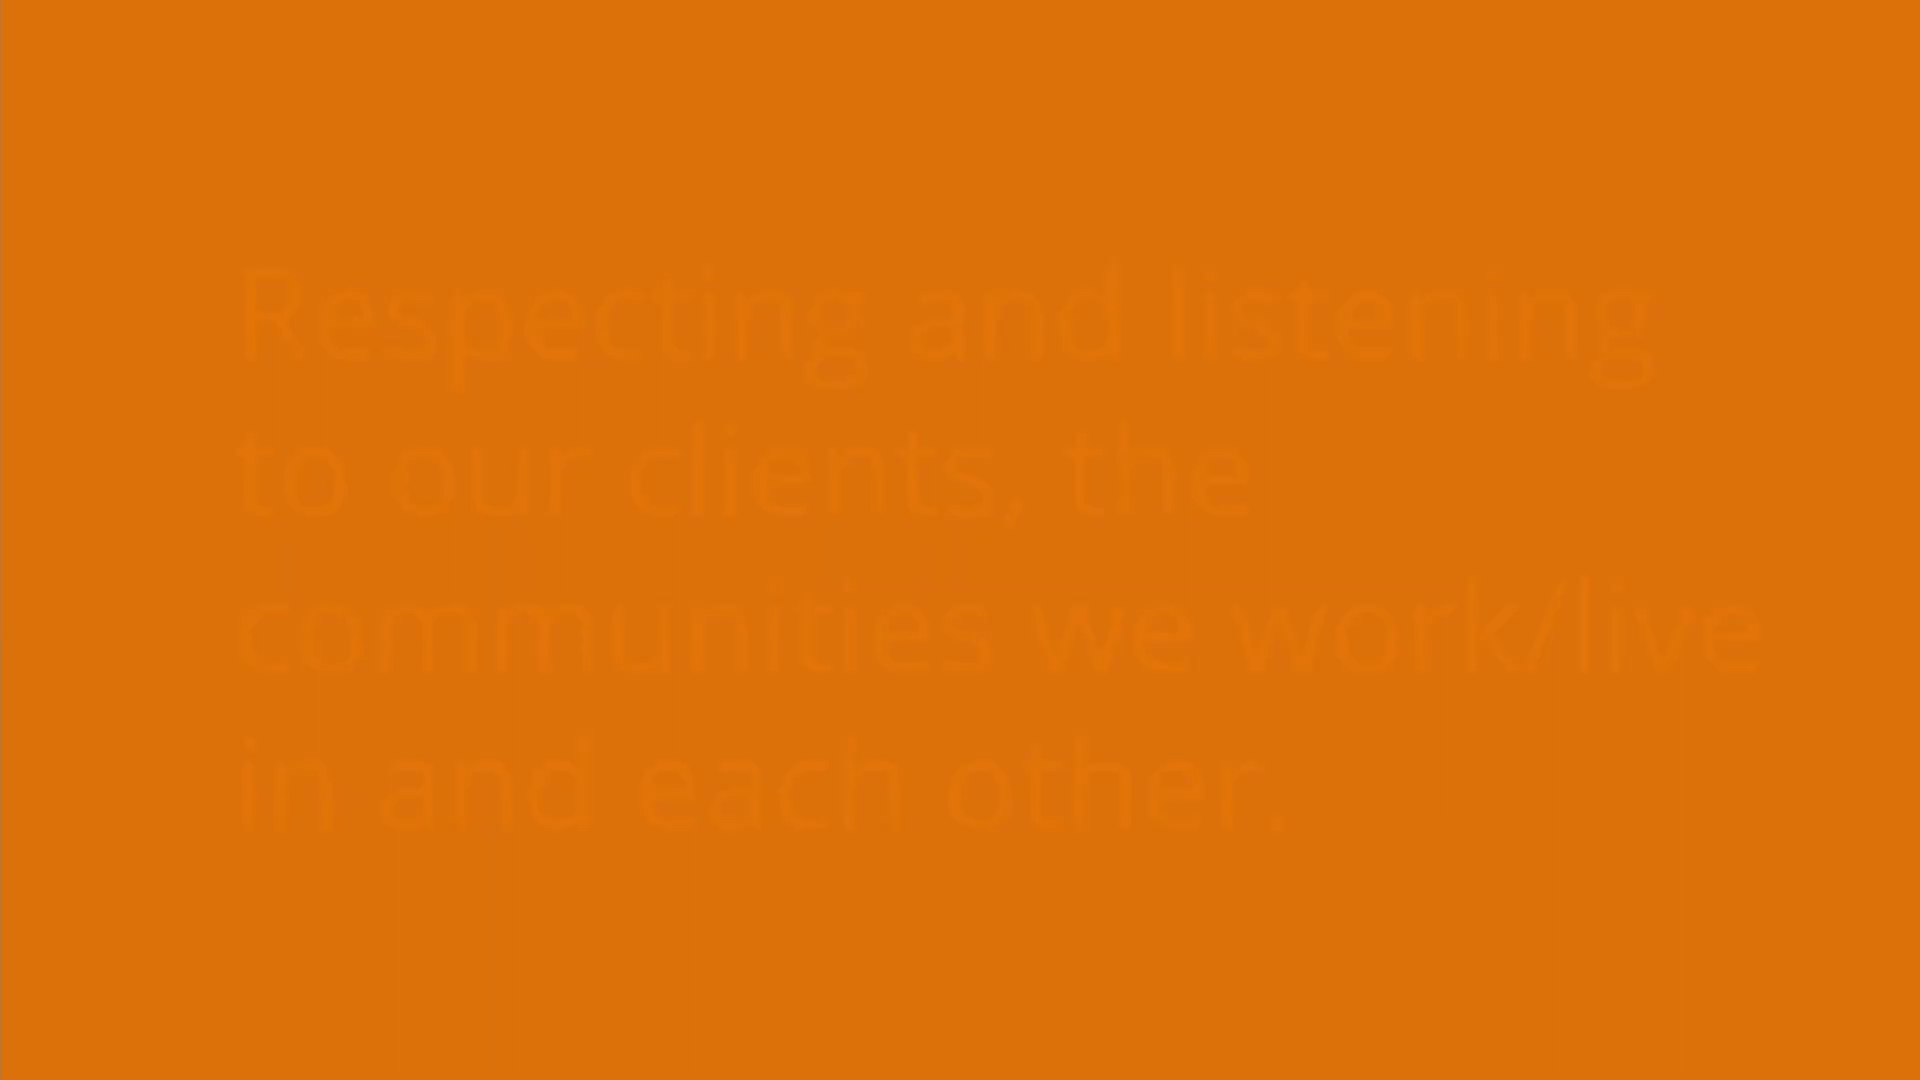 Respecting and listening
to our clients, the
communities we work/live
in and each other.